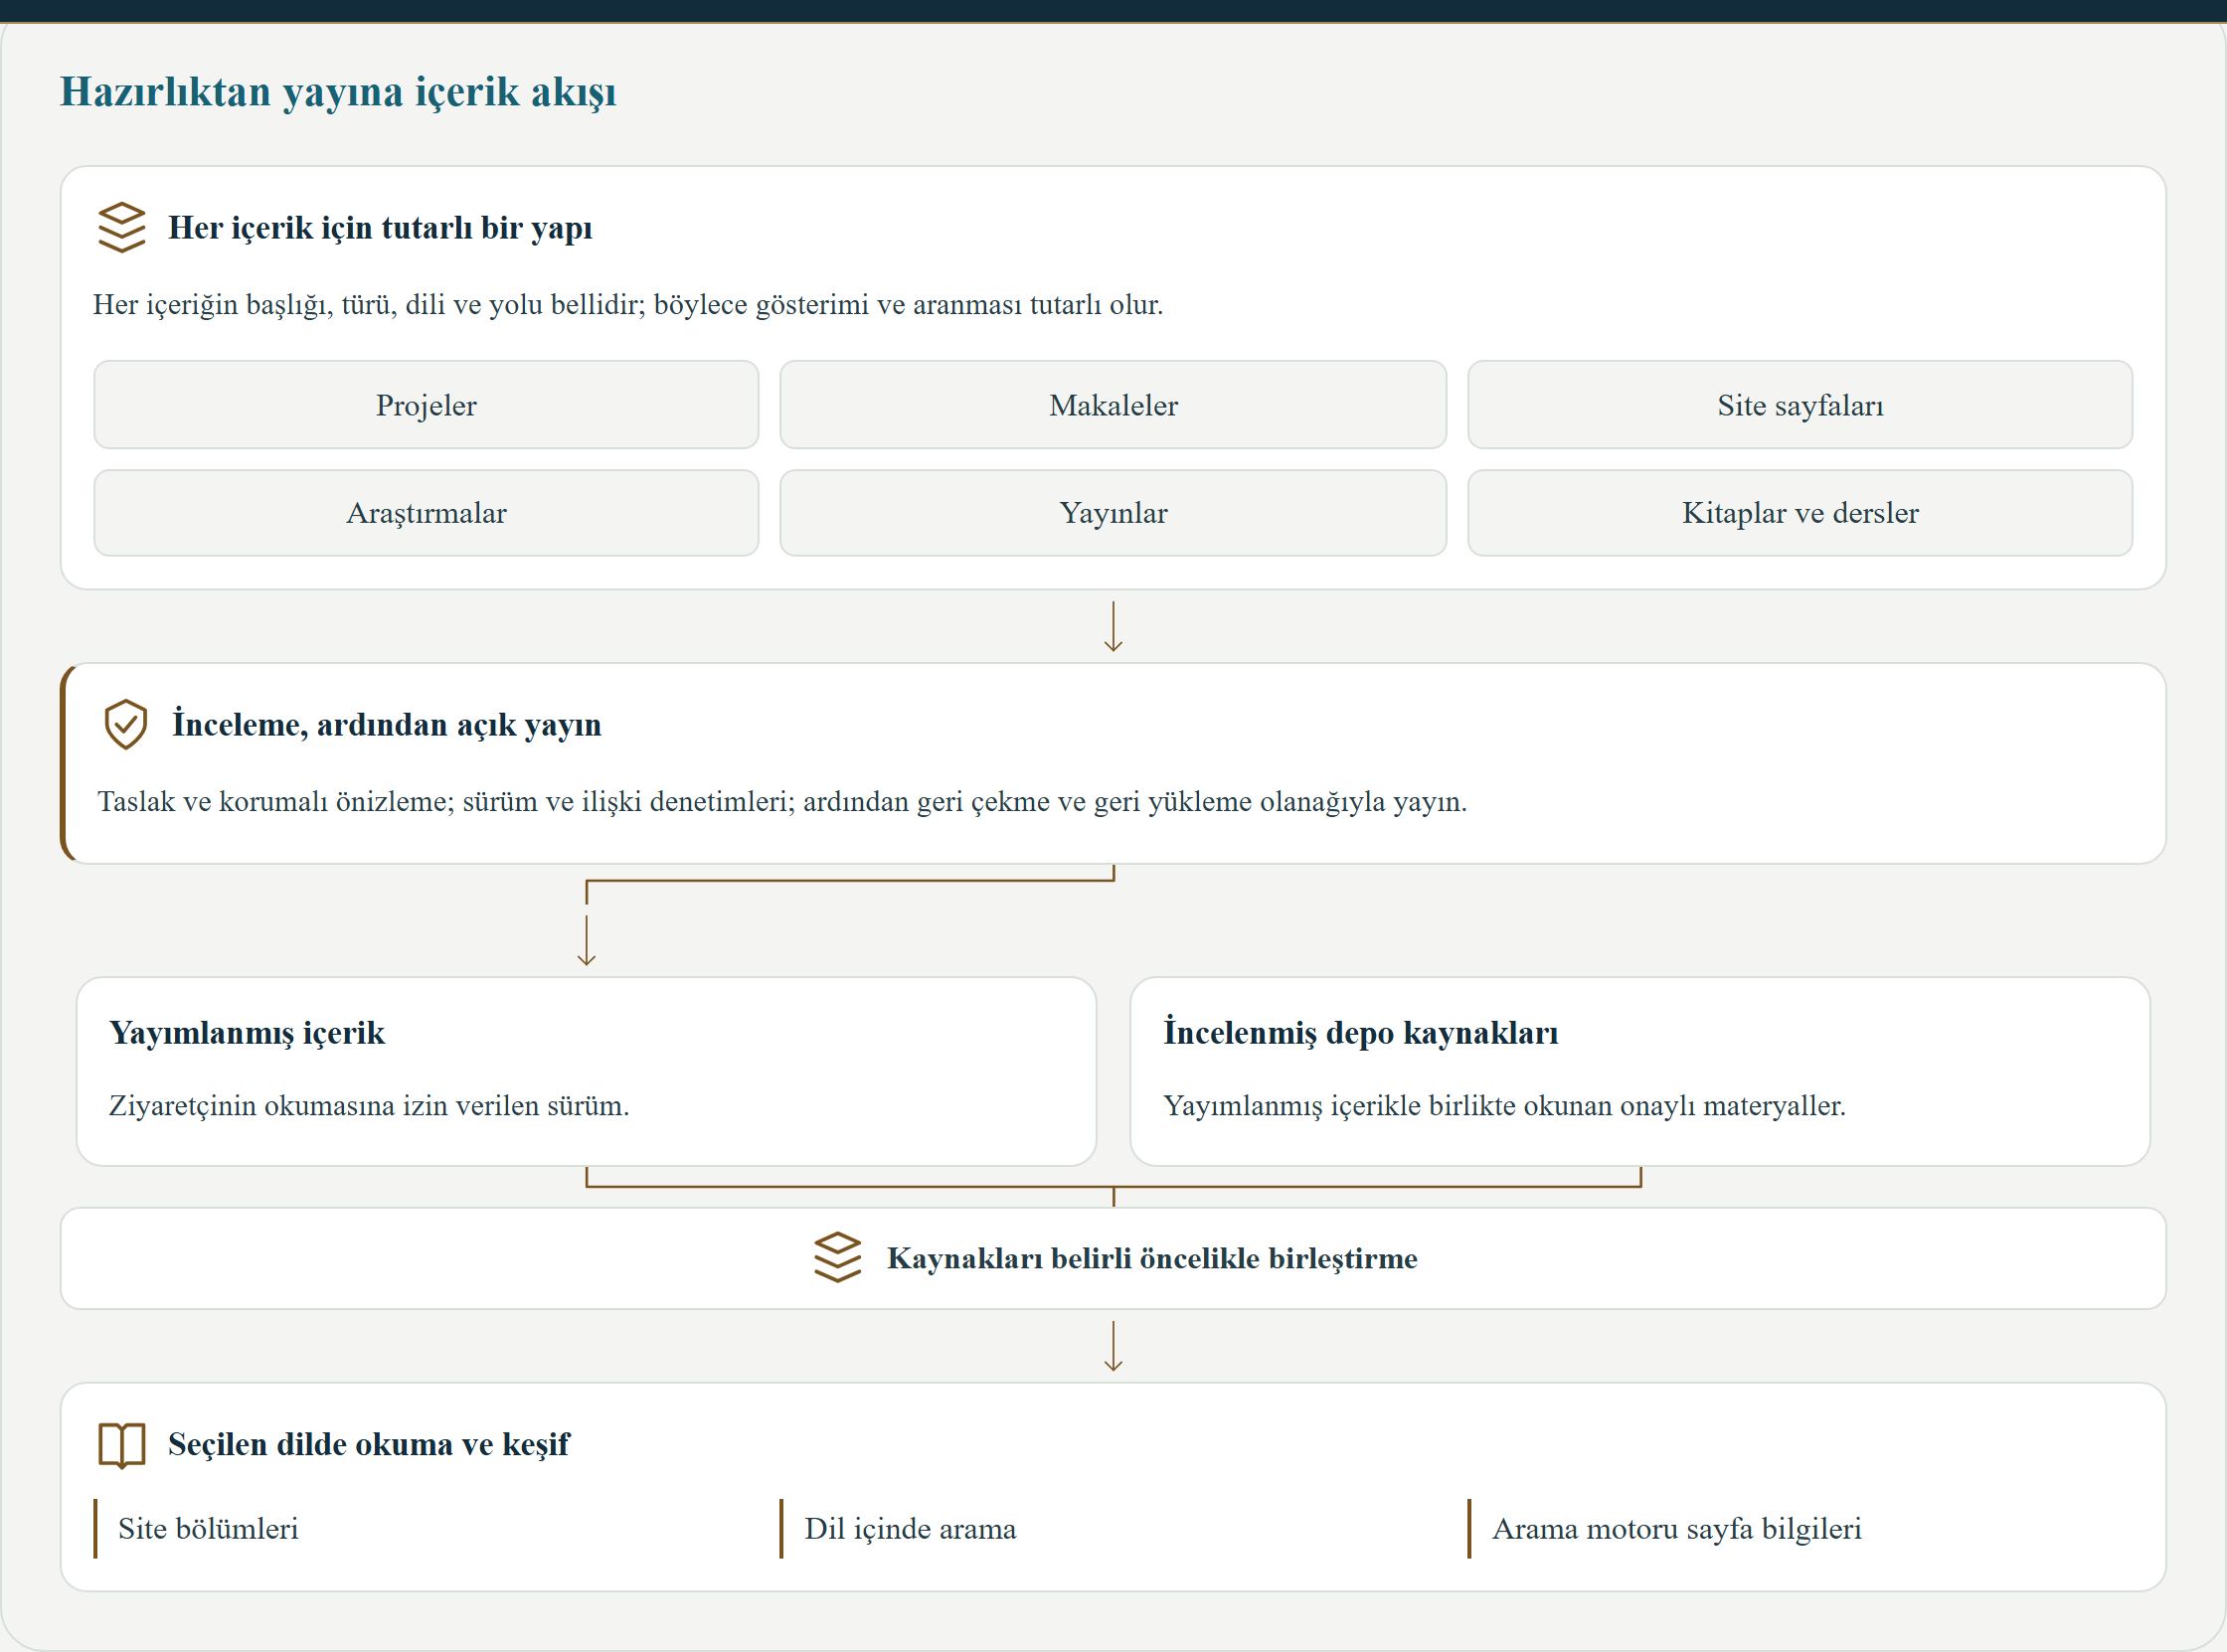 Hazırlıktan yayına içerik akışı
Her içerik için tutarlı bir yapı
Her içeriğin başlığı, türü, dili ve yolu bellidir; böylece gösterimi ve aranması tutarlı olur.
Projeler
Makaleler
Site sayfaları
Araştırmalar
Yayınlar
Kitaplar ve dersler
İnceleme, ardından açık yayın
Taslak ve korumalı önizleme; sürüm ve ilişki denetimleri; ardından geri çekme ve geri yükleme olanağıyla yayın.
Yayımlanmış içerik
Ziyaretçinin okumasına izin verilen sürüm.
İncelenmiş depo kaynakları
Yayımlanmış içerikle birlikte okunan onaylı materyaller.
Kaynakları belirli öncelikle birleştirme
Seçilen dilde okuma ve keşif
Site bölümleri
Dil içinde arama
Arama motoru sayfa bilgileri